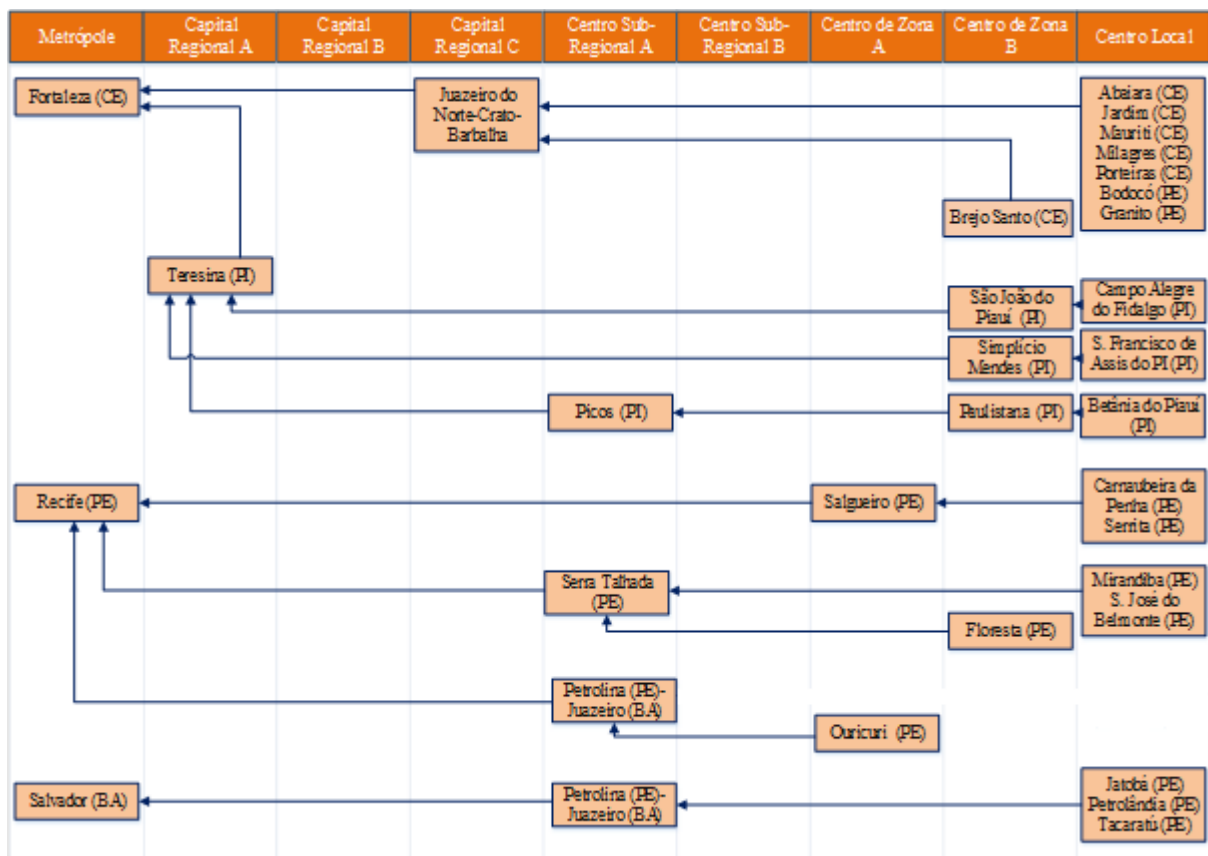 Metrópole
Capital
Regional A
Capital
Regional B
Capital
Regional C
Centro Sub-
Regional A
Centro Sub-
Regional B
Centro de Zona
A
Centro de Zona
B
Centro Local
Fortaleza (CE)
Juazeiro do
Norte-Crato-
Barbalha
Abaiara (CE)
Jardim (CE)
Mauriti (CE)
Milagres (CE)
Porteiras (CE)
Bodocó (PE)
Granito (PE)
Brejo Santo (CE)
Teresina (PI)
São João do
Piauí (PI)
Campo Alegre
do Fidalgo (PI)
Simplício
Mendes (PI)
S. Francisco de
Assis do PI (PI)
Picos (PI)
Paulistana (PI)
Betânia do Piauí
(PI)
Recife (PE)
Salgueiro (PE)
Carnaubeira da
Penha (PE)
Serrita (PE)
Serra Talhada
(PE)
Mirandiba (PE)
S. José do
Belmonte (PE)
Floresta (PE)
Petrolina (PE)-
Juazeiro (BA)
Ouricuri (PE)
Salvador (BA)
Petrolina (PE)-
Juazeiro (BA)
Jatobá (PE)
Petrolândia (PE)
Tacaratú (PE)